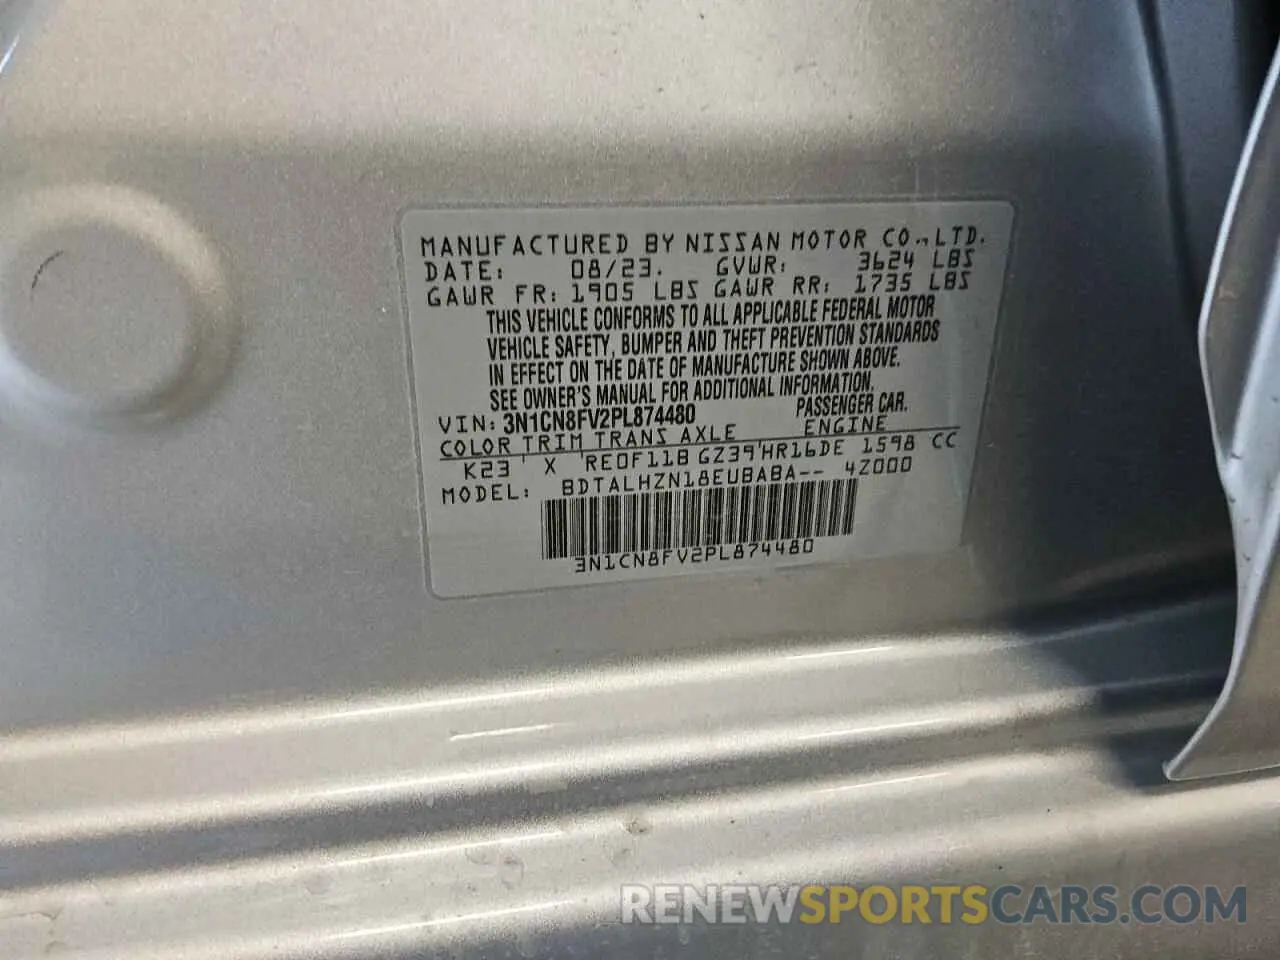 MANUFACTURED BY NISSAN MOTOR CO., LTD.
DATE: 08/23. GVWR: 3624 LBS
GAWR FR: 1905 LBS GAWR RR: 1735 LBS
THIS VEHICLE CONFORMS TO ALL APPLICABLE FEDERAL MOTOR
VEHICLE SAFETY, BUMPER AND THEFT PREVENTION STANDARDS
IN EFFECT ON THE DATE OF MANUFACTURE SHOWN ABOVE.
SEE OWNER'S MANUAL FOR ADDITIONAL INFORMATION.
VIN: 3N1CN8FV2PL874480 PASSENGER CAR.
COLOR TRIM TRANS AXLE ENGINE
K23 X RE0F11B GZ39 HR16DE 1598 CC
MODEL: BDTALHZN18EUBABA-- 4Z000
3N1CN8FV2PL874480
RENEWSPORTSCARS.COM